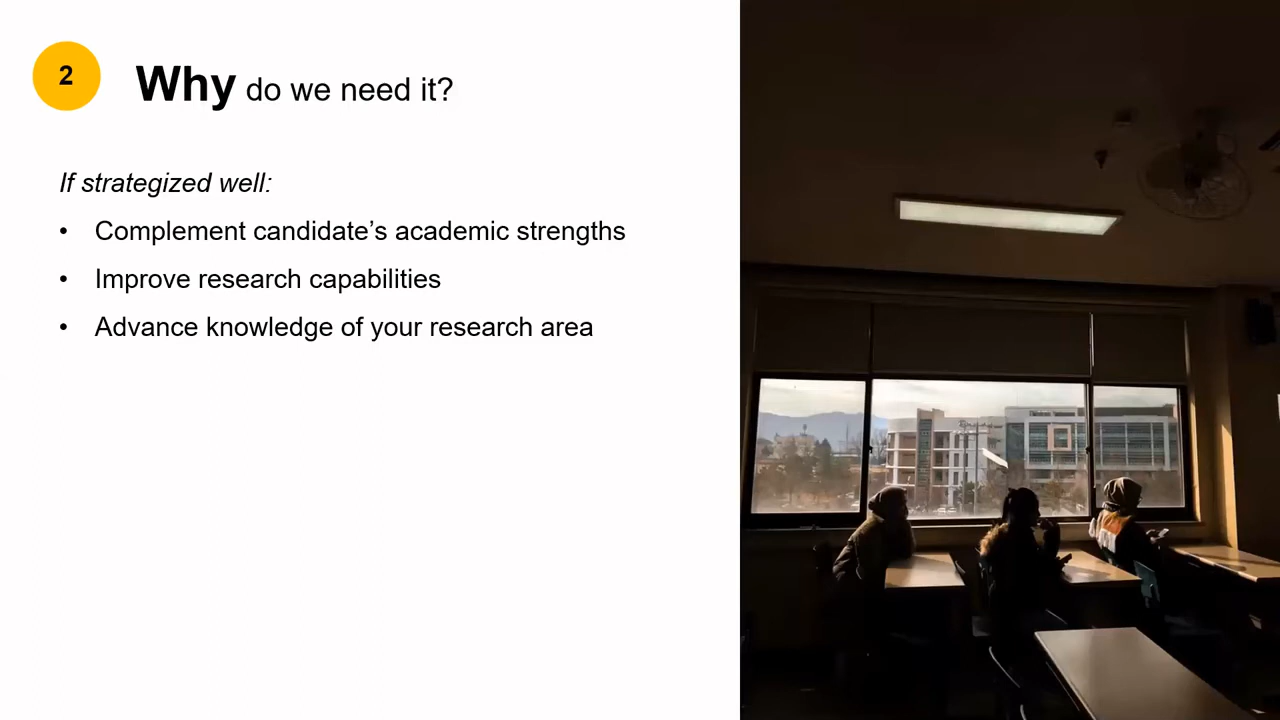 2
Why do we need it?
If strategized well:
• Complement candidate’s academic strengths
• Improve research capabilities
• Advance knowledge of your research area